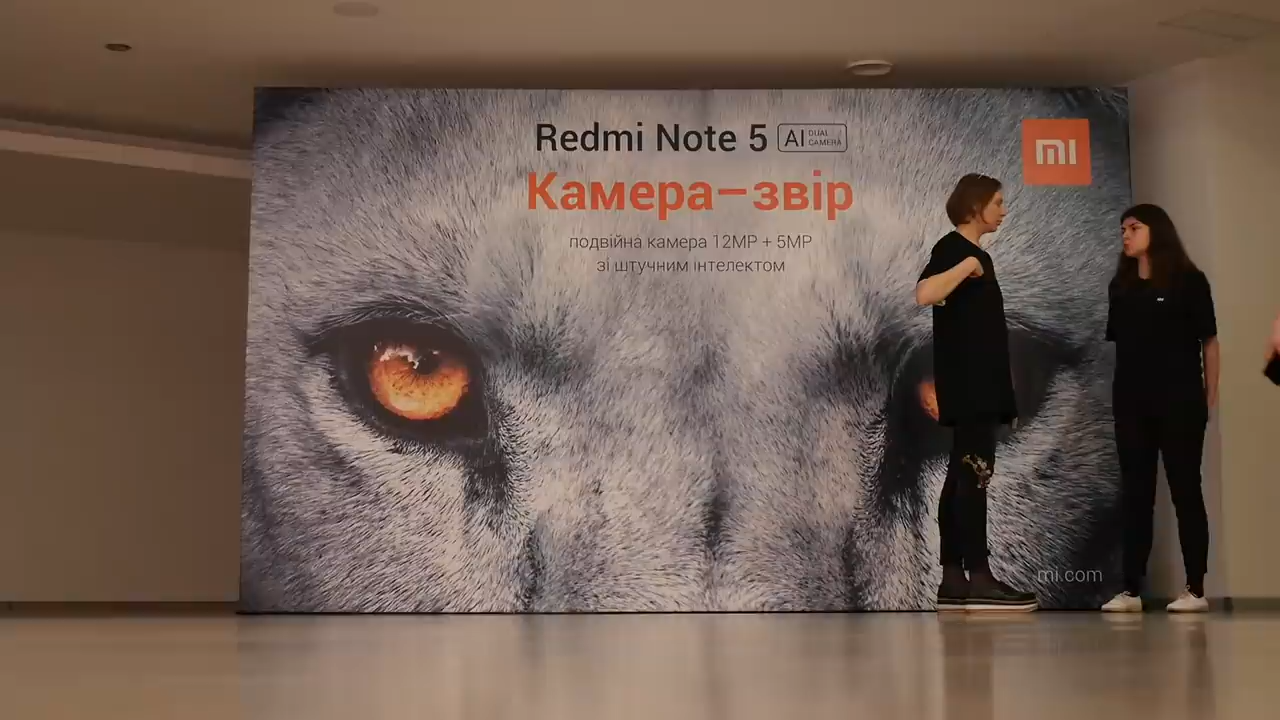 Redmi Note 5 AI DUAL CAMERA
mi
Камера–звір
подвійна камера 12MP + 5MP
зі штучним інтелектом
mi.com